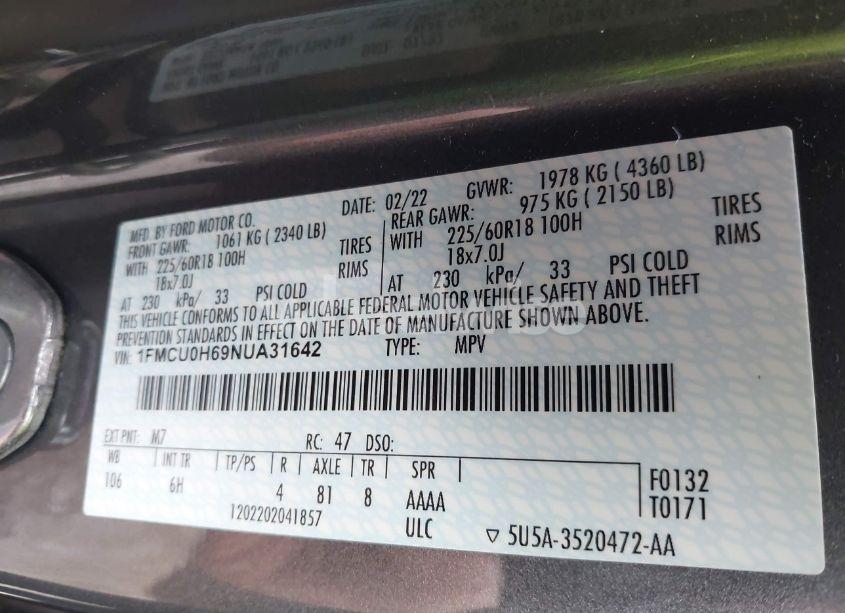 MFD. BY FORD MOTOR CO.
DATE: 02/22 GVWR: 1978 KG ( 4360 LB)
FRONT GAWR: 1061 KG ( 2340 LB)
WITH 225/60R18 100H TIRES
18x7.0J RIMS
AT 230 kPa/ 33 PSI COLD
REAR GAWR: 975 KG ( 2150 LB)
WITH 225/60R18 100H TIRES
18x7.0J RIMS
AT 230 kPa/ 33 PSI COLD
THIS VEHICLE CONFORMS TO ALL APPLICABLE FEDERAL MOTOR VEHICLE SAFETY AND THEFT
PREVENTION STANDARDS IN EFFECT ON THE DATE OF MANUFACTURE SHOWN ABOVE.
VIN: 1FMCU0H69NUA31642 TYPE: MPV
EXT PNT: M7 RC: 47 DSO:
WB INT TR TP/PS R AXLE TR SPR
106 6H 4 81 8 AAAA
F0132
T0171
1202202041857 ULC
5U5A-3520472-AA